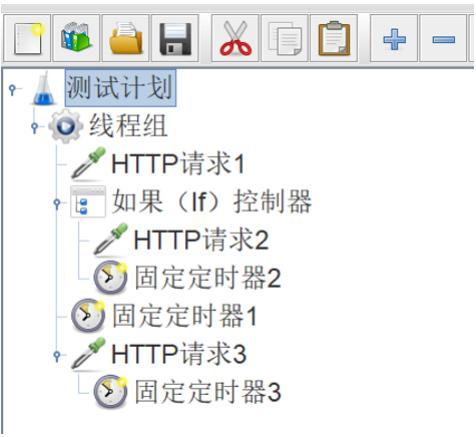 测试计划
线程组
HTTP请求1
如果（If）控制器
HTTP请求2
固定定时器2
固定定时器1
HTTP请求3
固定定时器3